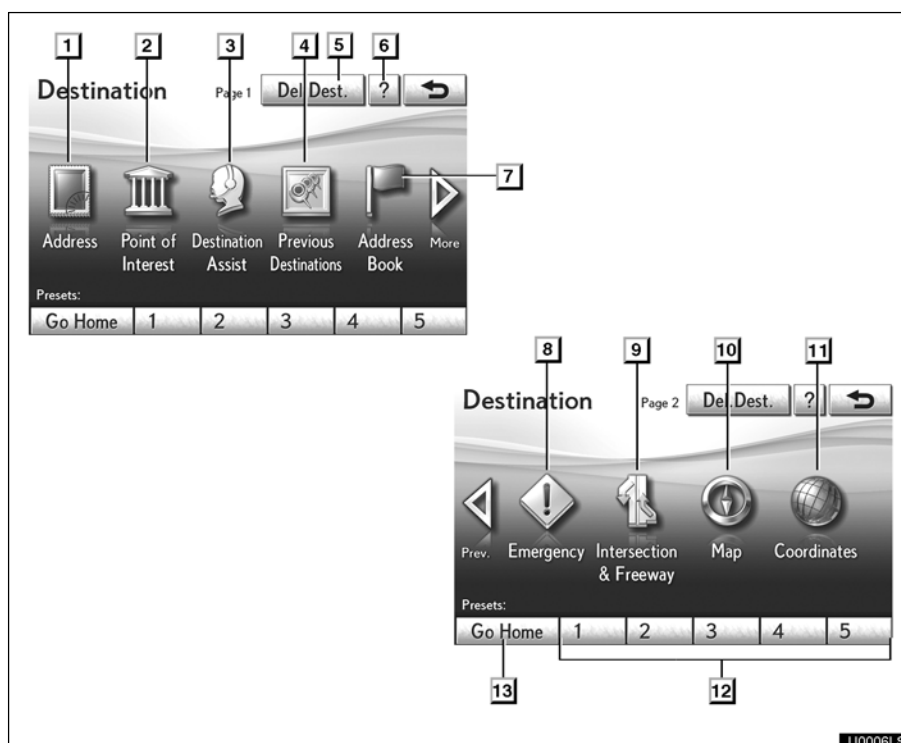 1 2 3 4 5 6
Destination Page 1 Del.Dest. ?
7
Address Point of Interest Destination Assist Previous Destinations Address Book More
Presets:
Go Home 1 2 3 4 5
8 9 10 11
Destination Page 2 Del.Dest. ?
Prev. Emergency Intersection & Freeway Map Coordinates
Presets:
Go Home 1 2 3 4 5
13 12